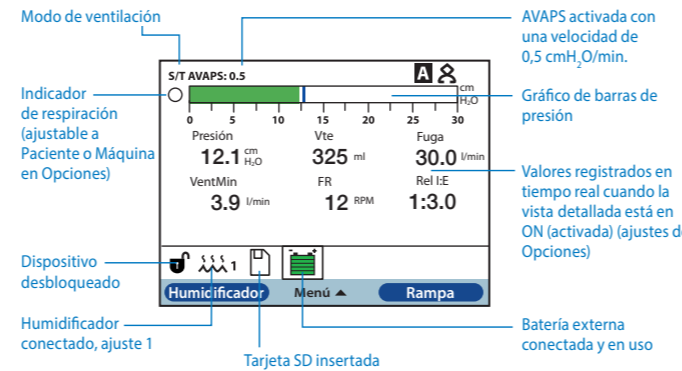 Modo de ventilación
AVAPS activada con
una velocidad de
0,5 cmH2O/min.
S/T AVAPS: 0.5
A
Indicador
de respiración
(ajustable a
Paciente o Máquina
en Opciones)
cm
H2O
0 5 10 15 20 25 30
Gráfico de barras de
presión
Presión Vte Fuga
12.1 cm H2O 325 ml 30.0 l/min
VentMin FR Rel I:E
3.9 l/min 12 RPM 1:3.0
Valores registrados en
tiempo real cuando la
vista detallada está en
ON (activada) (ajustes de
Opciones)
Dispositivo
desbloqueado
1
Humidificador Menú ▲ Rampa
Humidificador
conectado, ajuste 1
Tarjeta SD insertada
Batería externa
conectada y en uso